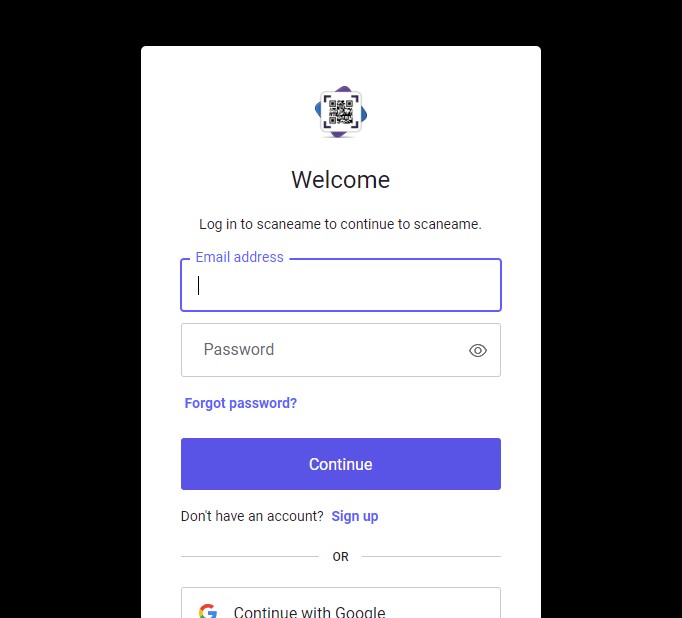 Welcome
Log in to scaneame to continue to scaneame.
Email address
Password
Forgot password?
Continue
Don't have an account? Sign up
OR
Continue with Google